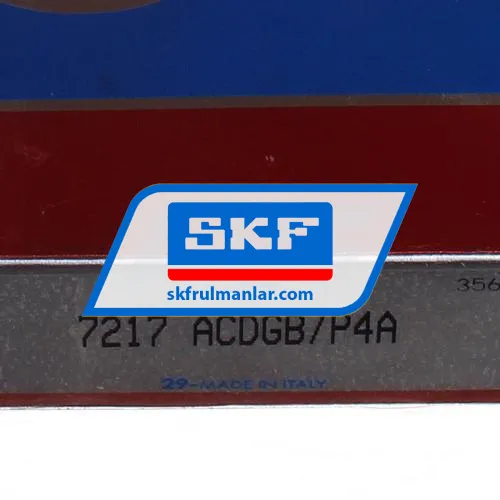 SKF
skfrulmanlar.com
356
7217 ACDGB/P4A
29-MADE IN ITALY